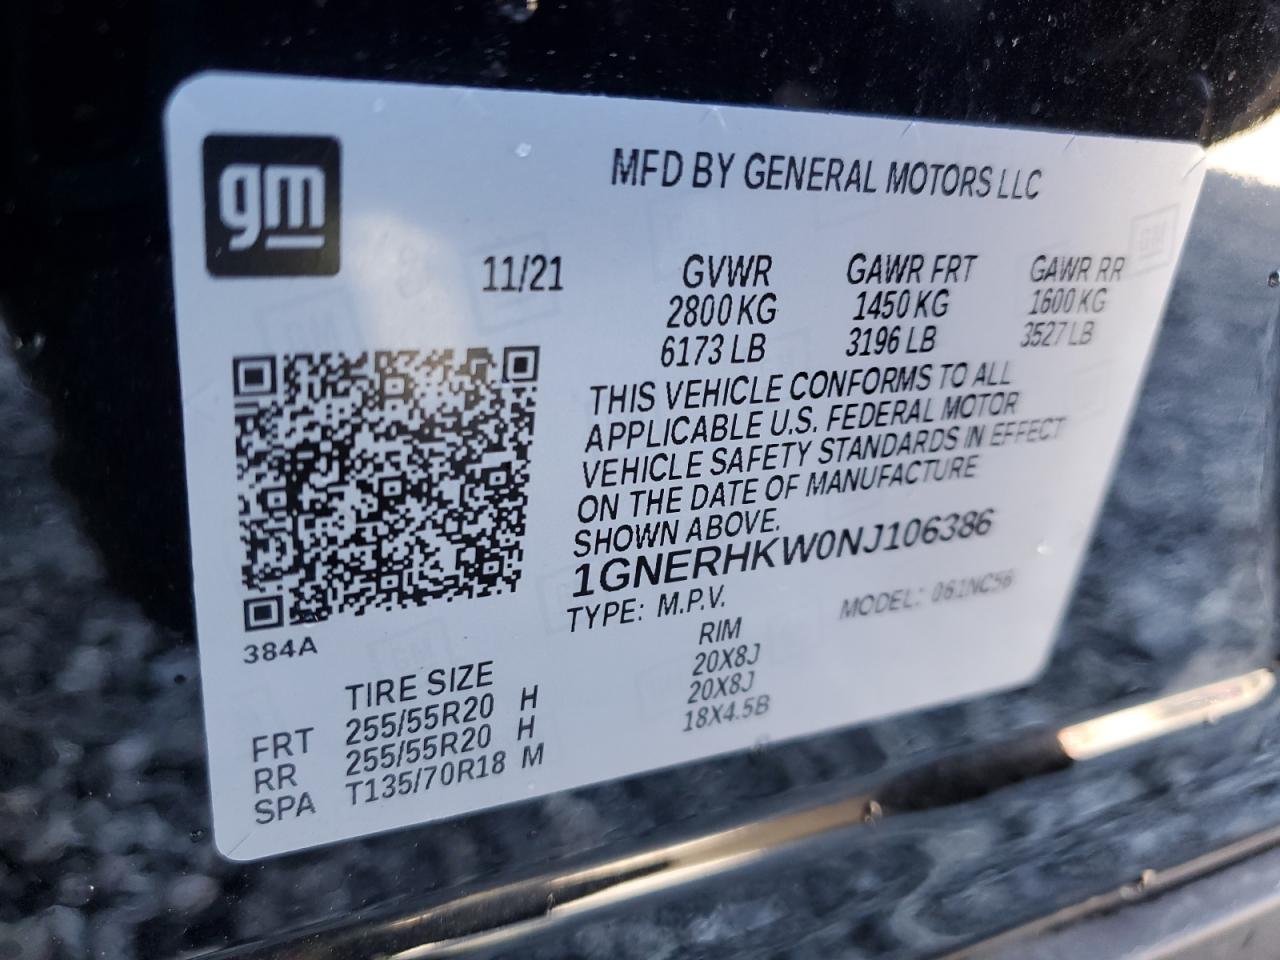 gm
MFD BY GENERAL MOTORS LLC
11/21 GVWR GAWR FRT GAWR RR
2800 KG 1450 KG 1600 KG
6173 LB 3196 LB 3527 LB
THIS VEHICLE CONFORMS TO ALL
APPLICABLE U.S. FEDERAL MOTOR
VEHICLE SAFETY STANDARDS IN EFFECT
ON THE DATE OF MANUFACTURE
SHOWN ABOVE.
1GNERHKW0NJ106386
TYPE: M.P.V. MODEL: 061NC56
384A
TIRE SIZE RIM
FRT 255/55R20 H 20X8J
RR 255/55R20 H 20X8J
SPA T135/70R18 M 18X4.5B